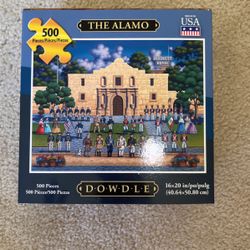 THE ALAMO
500
Pieces/Pièces/Piezas
USA
500 Pieces
500 Pièces/500 Piezas
DOWDLE
16x20 in/po/pulg
(40.64x50.80 cm)